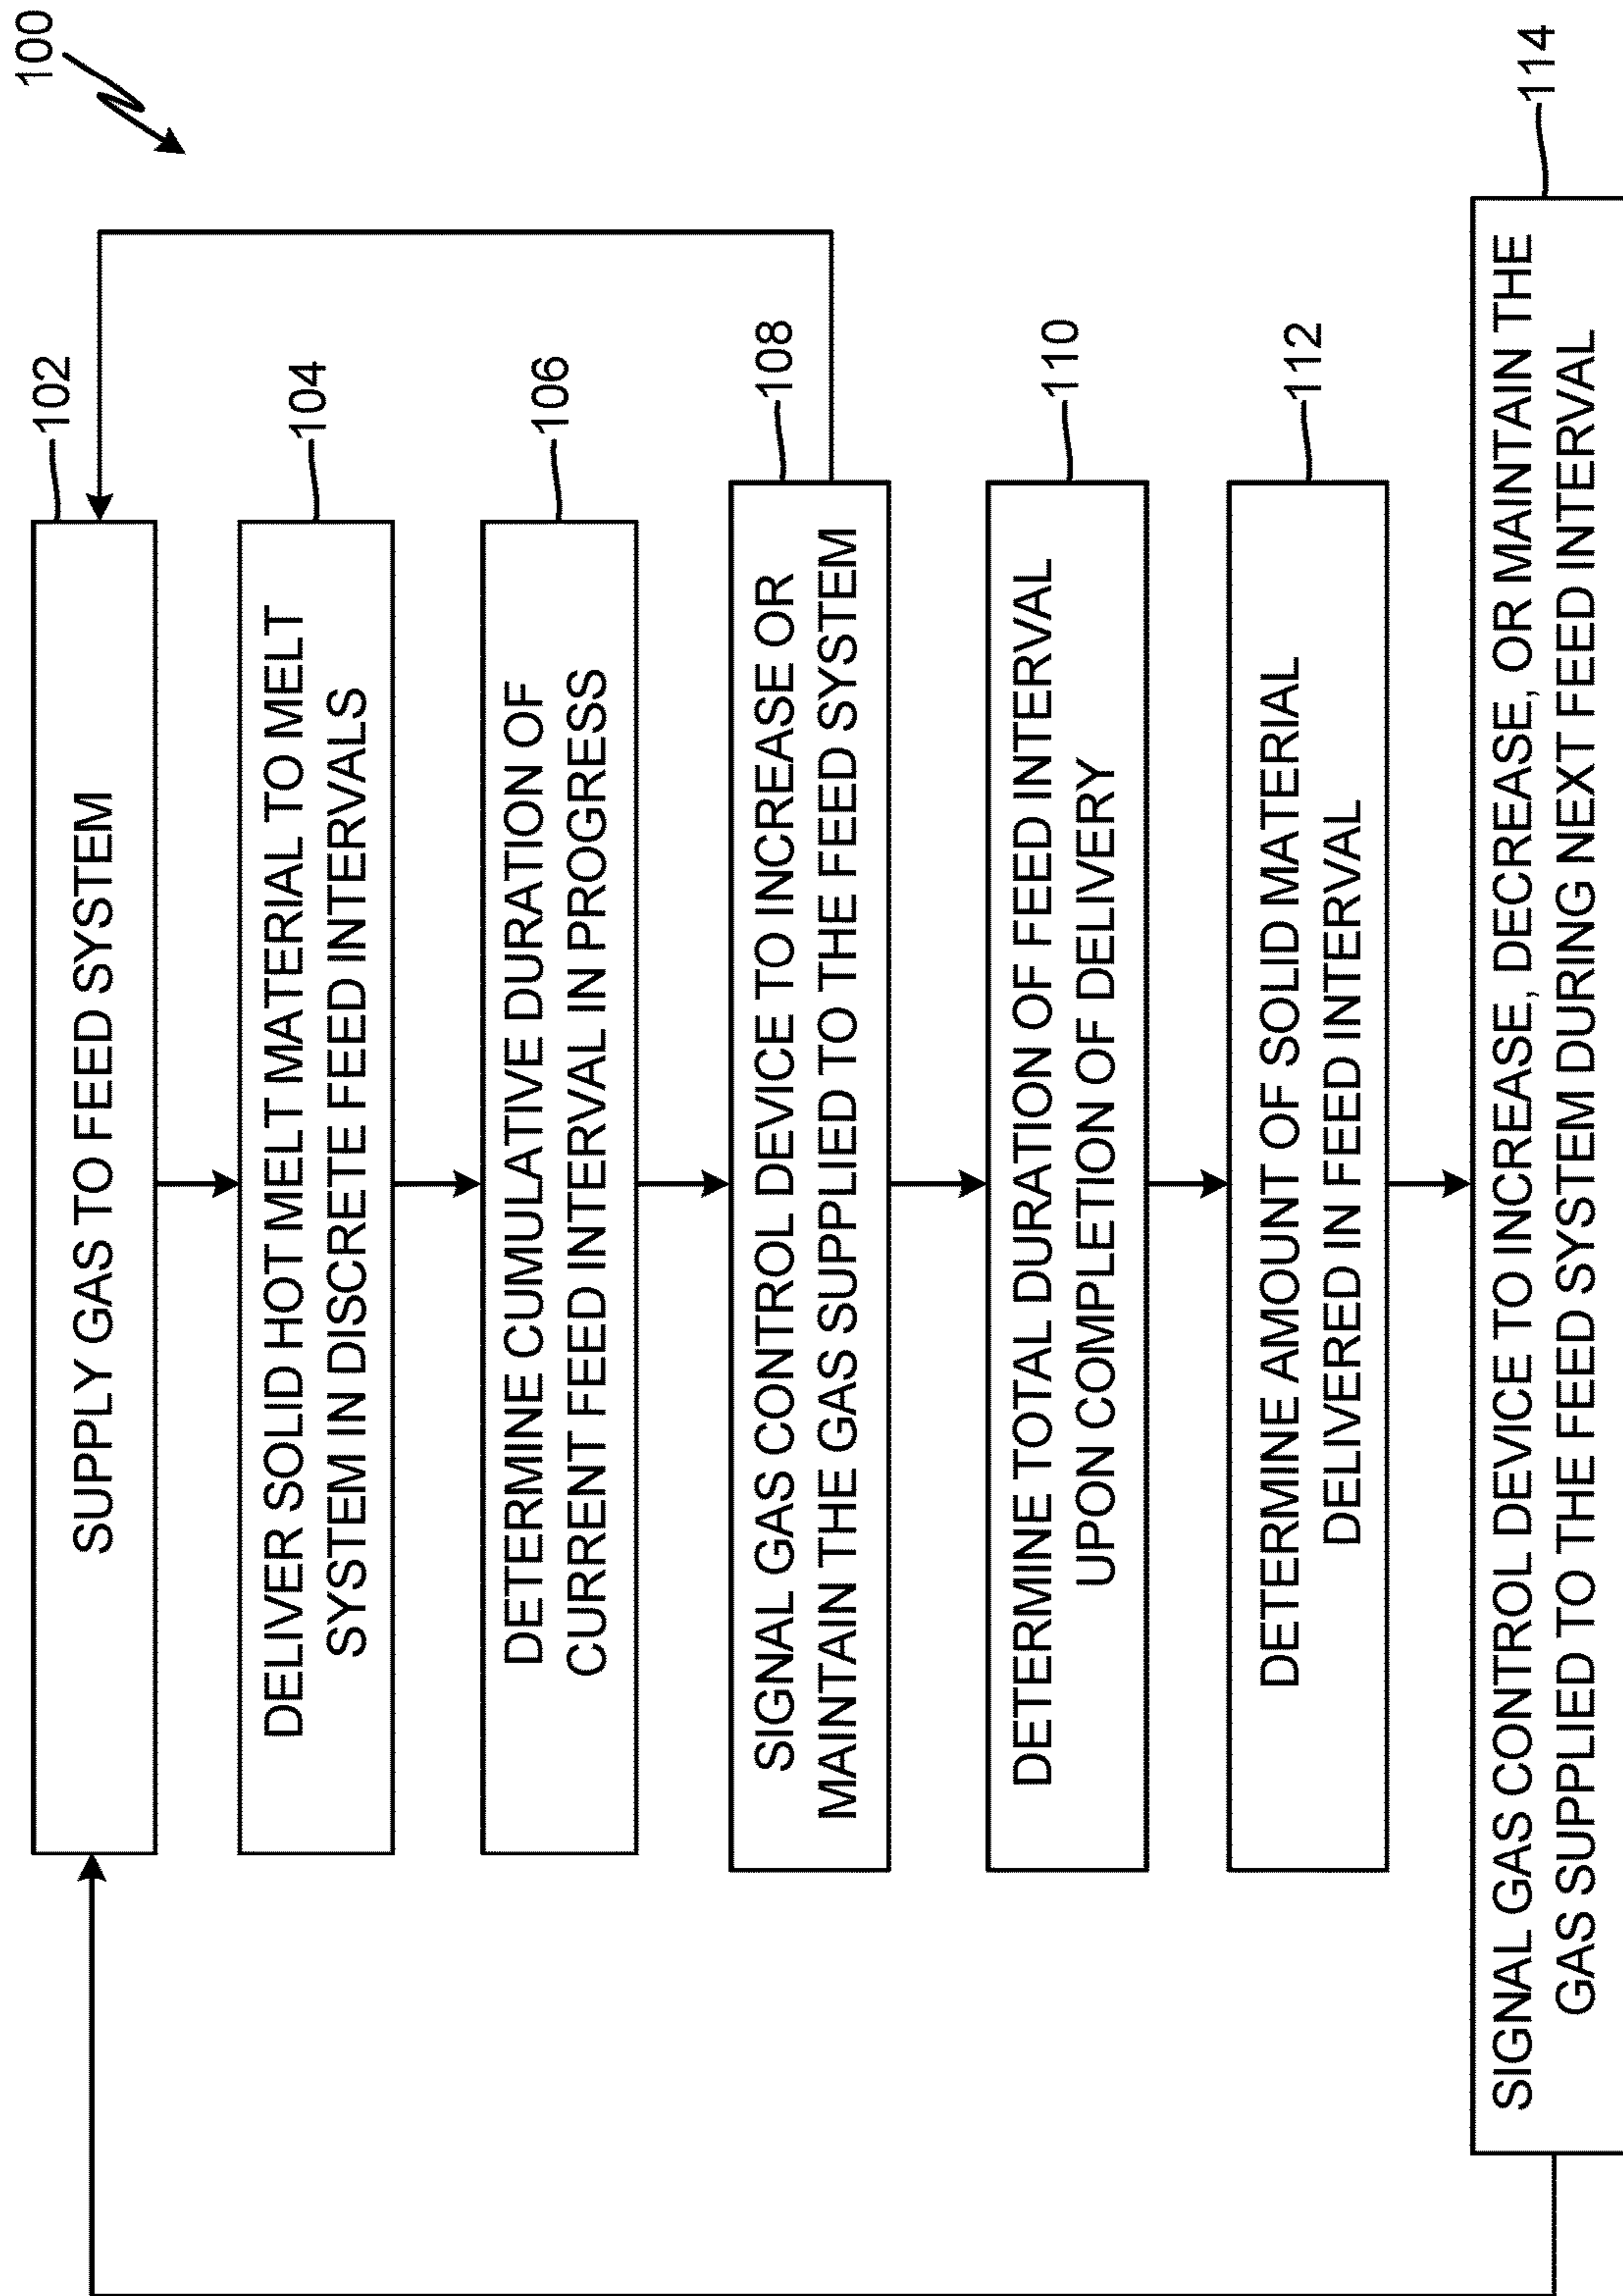 100
102
SUPPLY GAS TO FEED SYSTEM
104
DELIVER SOLID HOT MELT MATERIAL TO MELT
SYSTEM IN DISCRETE FEED INTERVALS
106
DETERMINE CUMULATIVE DURATION OF
CURRENT FEED INTERVAL IN PROGRESS
108
SIGNAL GAS CONTROL DEVICE TO INCREASE OR
MAINTAIN THE GAS SUPPLIED TO THE FEED SYSTEM
110
DETERMINE TOTAL DURATION OF FEED INTERVAL
UPON COMPLETION OF DELIVERY
112
DETERMINE AMOUNT OF SOLID MATERIAL
DELIVERED IN FEED INTERVAL
114
SIGNAL GAS CONTROL DEVICE TO INCREASE, DECREASE, OR MAINTAIN THE
GAS SUPPLIED TO THE FEED SYSTEM DURING NEXT FEED INTERVAL